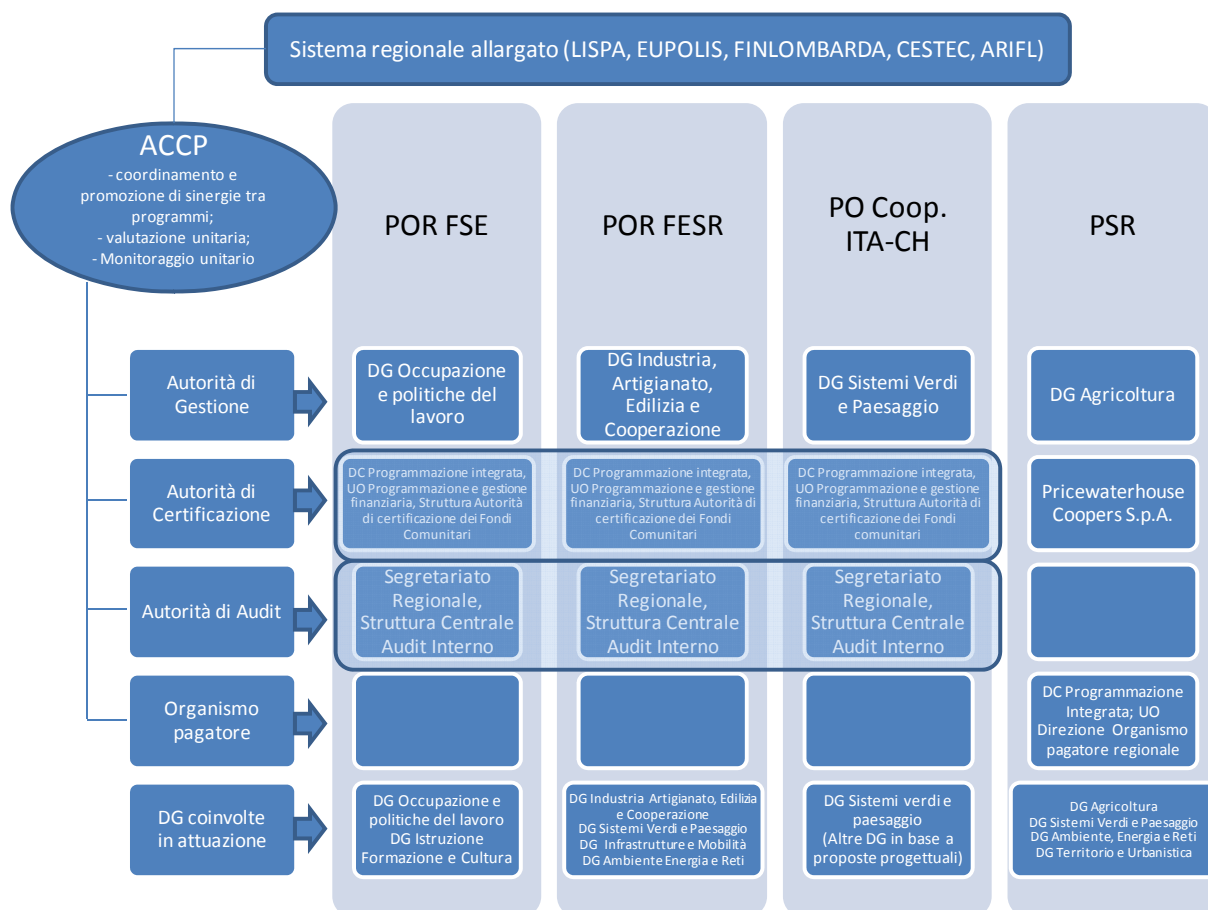 Sistema regionale allargato (LISPA, EUPOLIS, FINLOMBARDA, CESTEC, ARIFL)
ACCP
- coordinamento e
promozione di sinergie tra
programmi;
- valutazione unitaria;
- Monitoraggio unitario
POR FSE
POR FESR
PO Coop.
ITA-CH
PSR
Autorità di
Gestione
DG Occupazione
e politiche del
lavoro
DG Industria,
Artigianato,
Edilizia e
Cooperazione
DG Sistemi Verdi
e Paesaggio
DG Agricoltura
Autorità di
Certificazione
DC Programmazione integrata,
UO Programmazione e gestione
finanziaria, Struttura Autorità
di certificazione dei Fondi
Comunitari
DC Programmazione integrata,
UO Programmazione e gestione
finanziaria, Struttura Autorità di
certificazione dei Fondi
Comunitari
DC Programmazione integrata,
UO Programmazione e gestione
finanziaria, Struttura Autorità di
certificazione dei Fondi
comunitari
Pricewaterhouse
Coopers S.p.A.
Autorità di Audit
Segretariato
Regionale,
Struttura Centrale
Audit Interno
Segretariato
Regionale,
Struttura Centrale
Audit Interno
Segretariato
Regionale,
Struttura Centrale
Audit Interno
Organismo
pagatore
DC Programmazione
Integrata; UO
Direzione Organismo
pagatore regionale
DG coinvolte
in attuazione
DG Occupazione e
politiche del lavoro
DG Istruzione
Formazione e Cultura
DG Industria Artigianato, Edilizia
e Cooperazione
DG Sistemi Verdi e Paesaggio
DG Infrastrutture e Mobilità
DG Ambiente Energia e Reti
DG Sistemi verdi e
paesaggio
(Altre DG in base a
proposte progettuali)
DG Agricoltura
DG Sistemi Verdi e Paesaggio
DG Ambiente, Energia e Reti
DG Territorio e Urbanistica